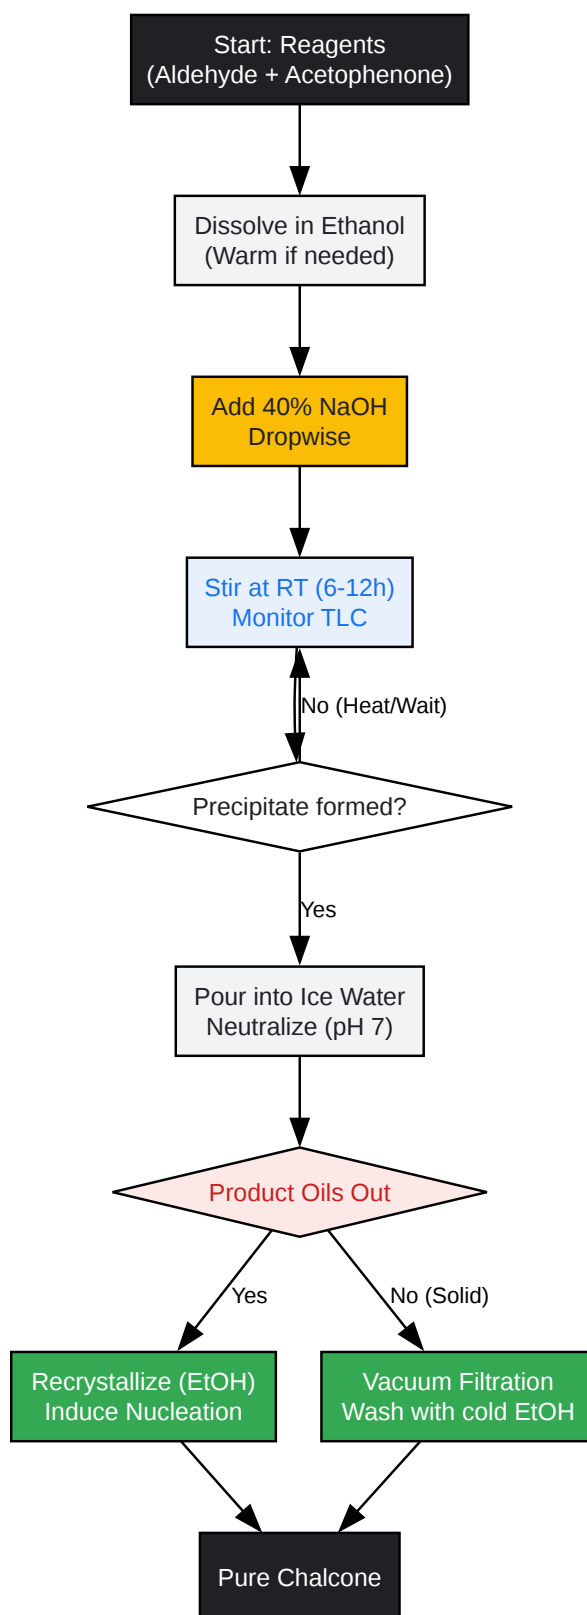 Start: Reagents
(Aldehyde + Acetophenone)
Dissolve in Ethanol
(Warm if needed)
Add 40% NaOH
Dropwise
Stir at RT (6-12h)
Monitor TLC
No (Heat/Wait)
Precipitate formed?
Yes
Pour into Ice Water
Neutralize (pH 7)
Product Oils Out
Yes
No (Solid)
Recrystallize (EtOH)
Induce Nucleation
Vacuum Filtration
Wash with cold EtOH
Pure Chalcone